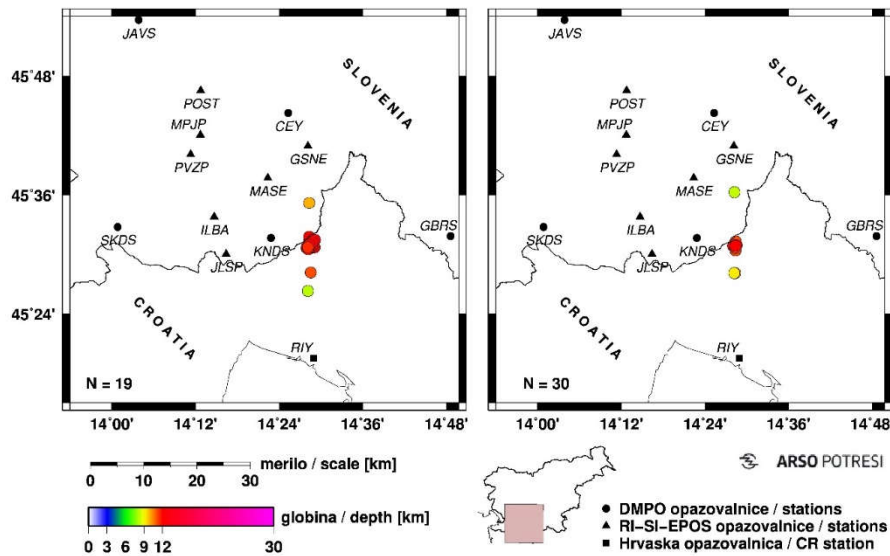 45°48'
45°36'
45°24'
JAVS
POST
MPJP
PVZP
CEY
GSNE
MASE
ILBA
SKDS
KNDS
JLSP
GBRS
RIY
SLOVENIA
CROATIA
N = 19
14°00' 14°12' 14°24' 14°36' 14°48'
JAVS
POST
MPJP
PVZP
CEY
GSNE
MASE
ILBA
SKDS
KNDS
JLSP
GBRS
RIY
SLOVENIA
CROATIA
N = 30
14°00' 14°12' 14°24' 14°36' 14°48'
0 10 20 30
merilo / scale [km]
0 3 6 9 12 30
globina / depth [km]
ARSO POTRESI
DMPO opazovalnice / stations
RI-SI-EPOS opazovalnice / stations
Hrvaska opazovalnica / CR station